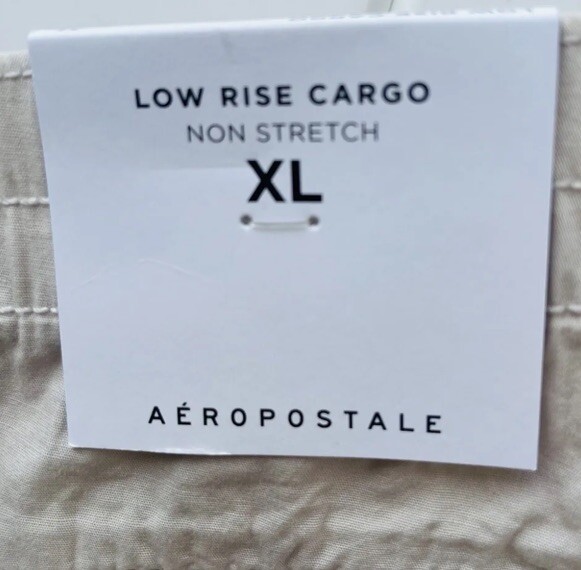 LOW RISE CARGO
NON STRETCH
XL
AÉROPOSTALE